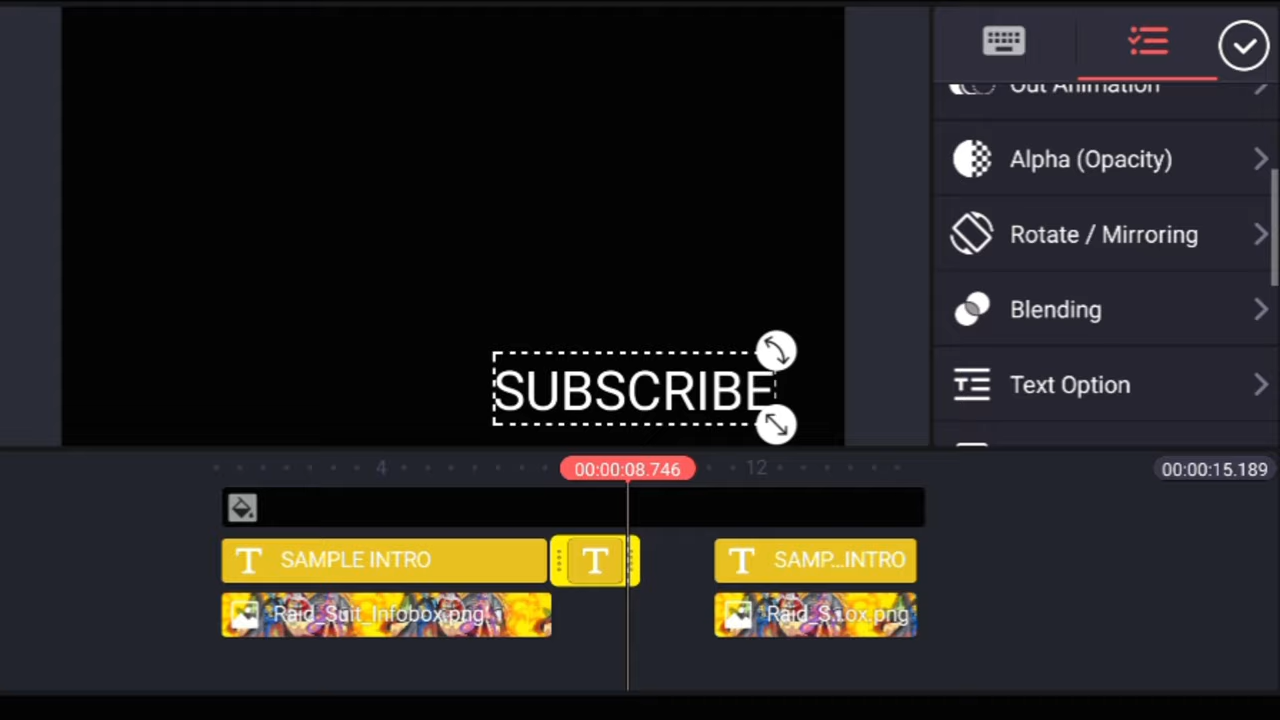 Out Animation
Alpha (Opacity)
Rotate / Mirroring
Blending
Text Option
SUBSCRIBE
4
00:00:08.746
12
00:00:15.189
T SAMPLE INTRO
T
T SAMP...INTRO
Raid_Suit_Infobox.png
Raid_S...ox.png